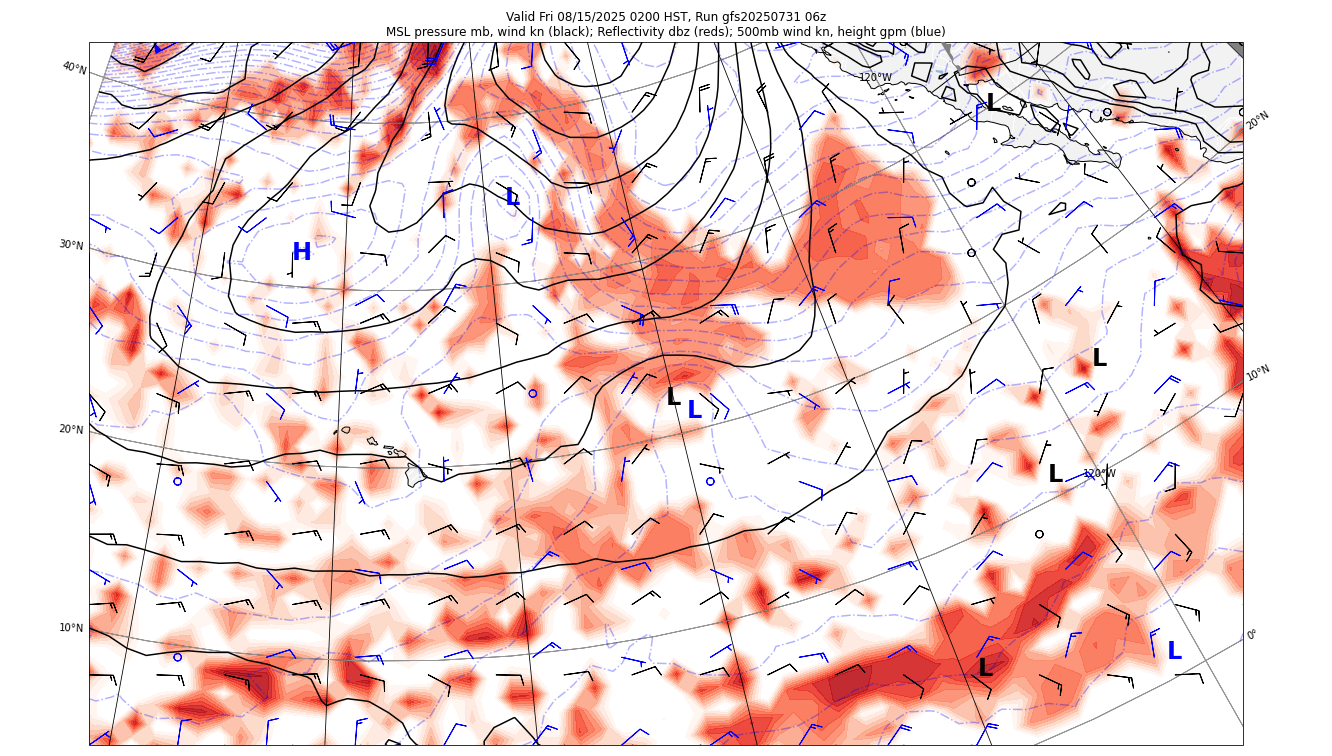 Valid Fri 08/15/2025 0200 HST, Run gfs20250731 06z
MSL pressure mb, wind kn (black); Reflectivity dbz (reds); 500mb wind kn, height gpm (blue)
40°N
120°W
L
20°N
L
30°N
H
L
10°N
L
L
20°N
L
120°W
10°N
0°
L
L